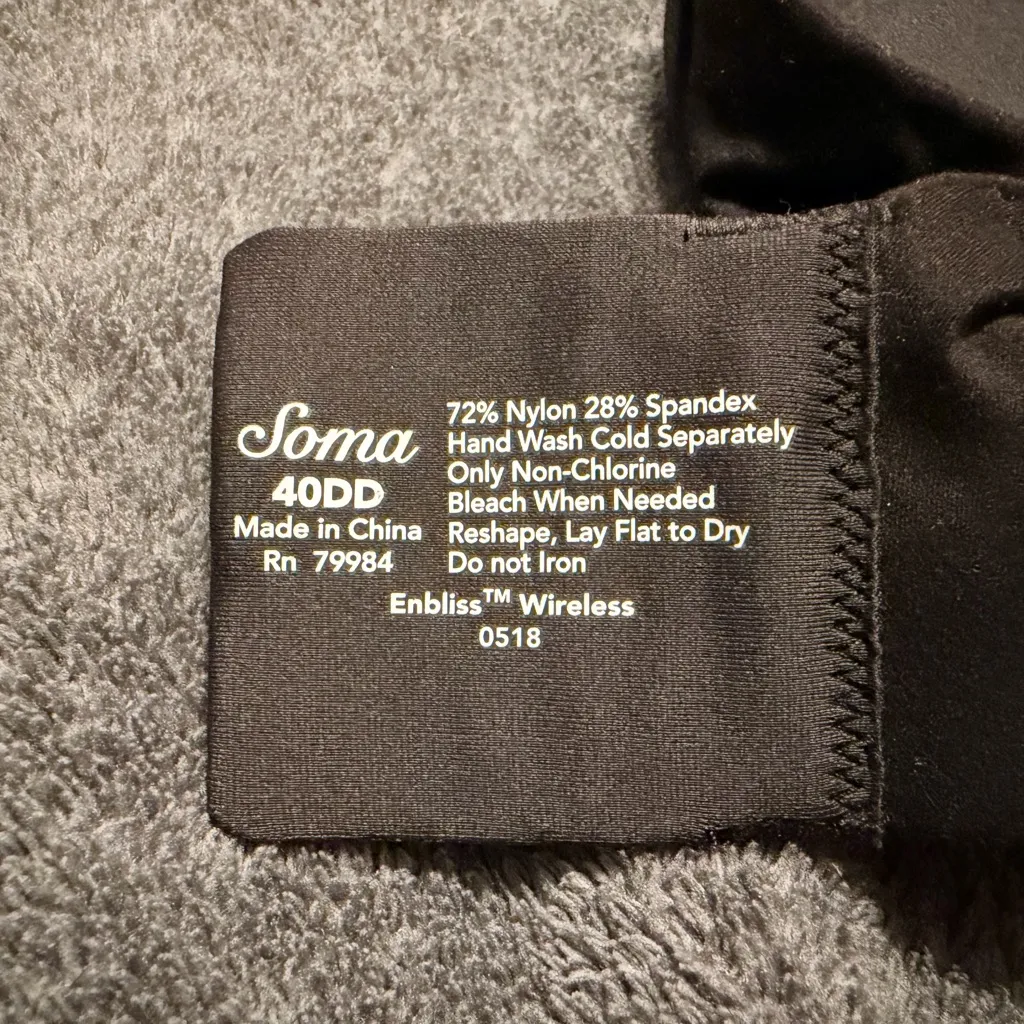 Soma
40DD
Made in China
Rn 79984
72% Nylon 28% Spandex
Hand Wash Cold Separately
Only Non-Chlorine
Bleach When Needed
Reshape, Lay Flat to Dry
Do not Iron
Enbliss™ Wireless
0518